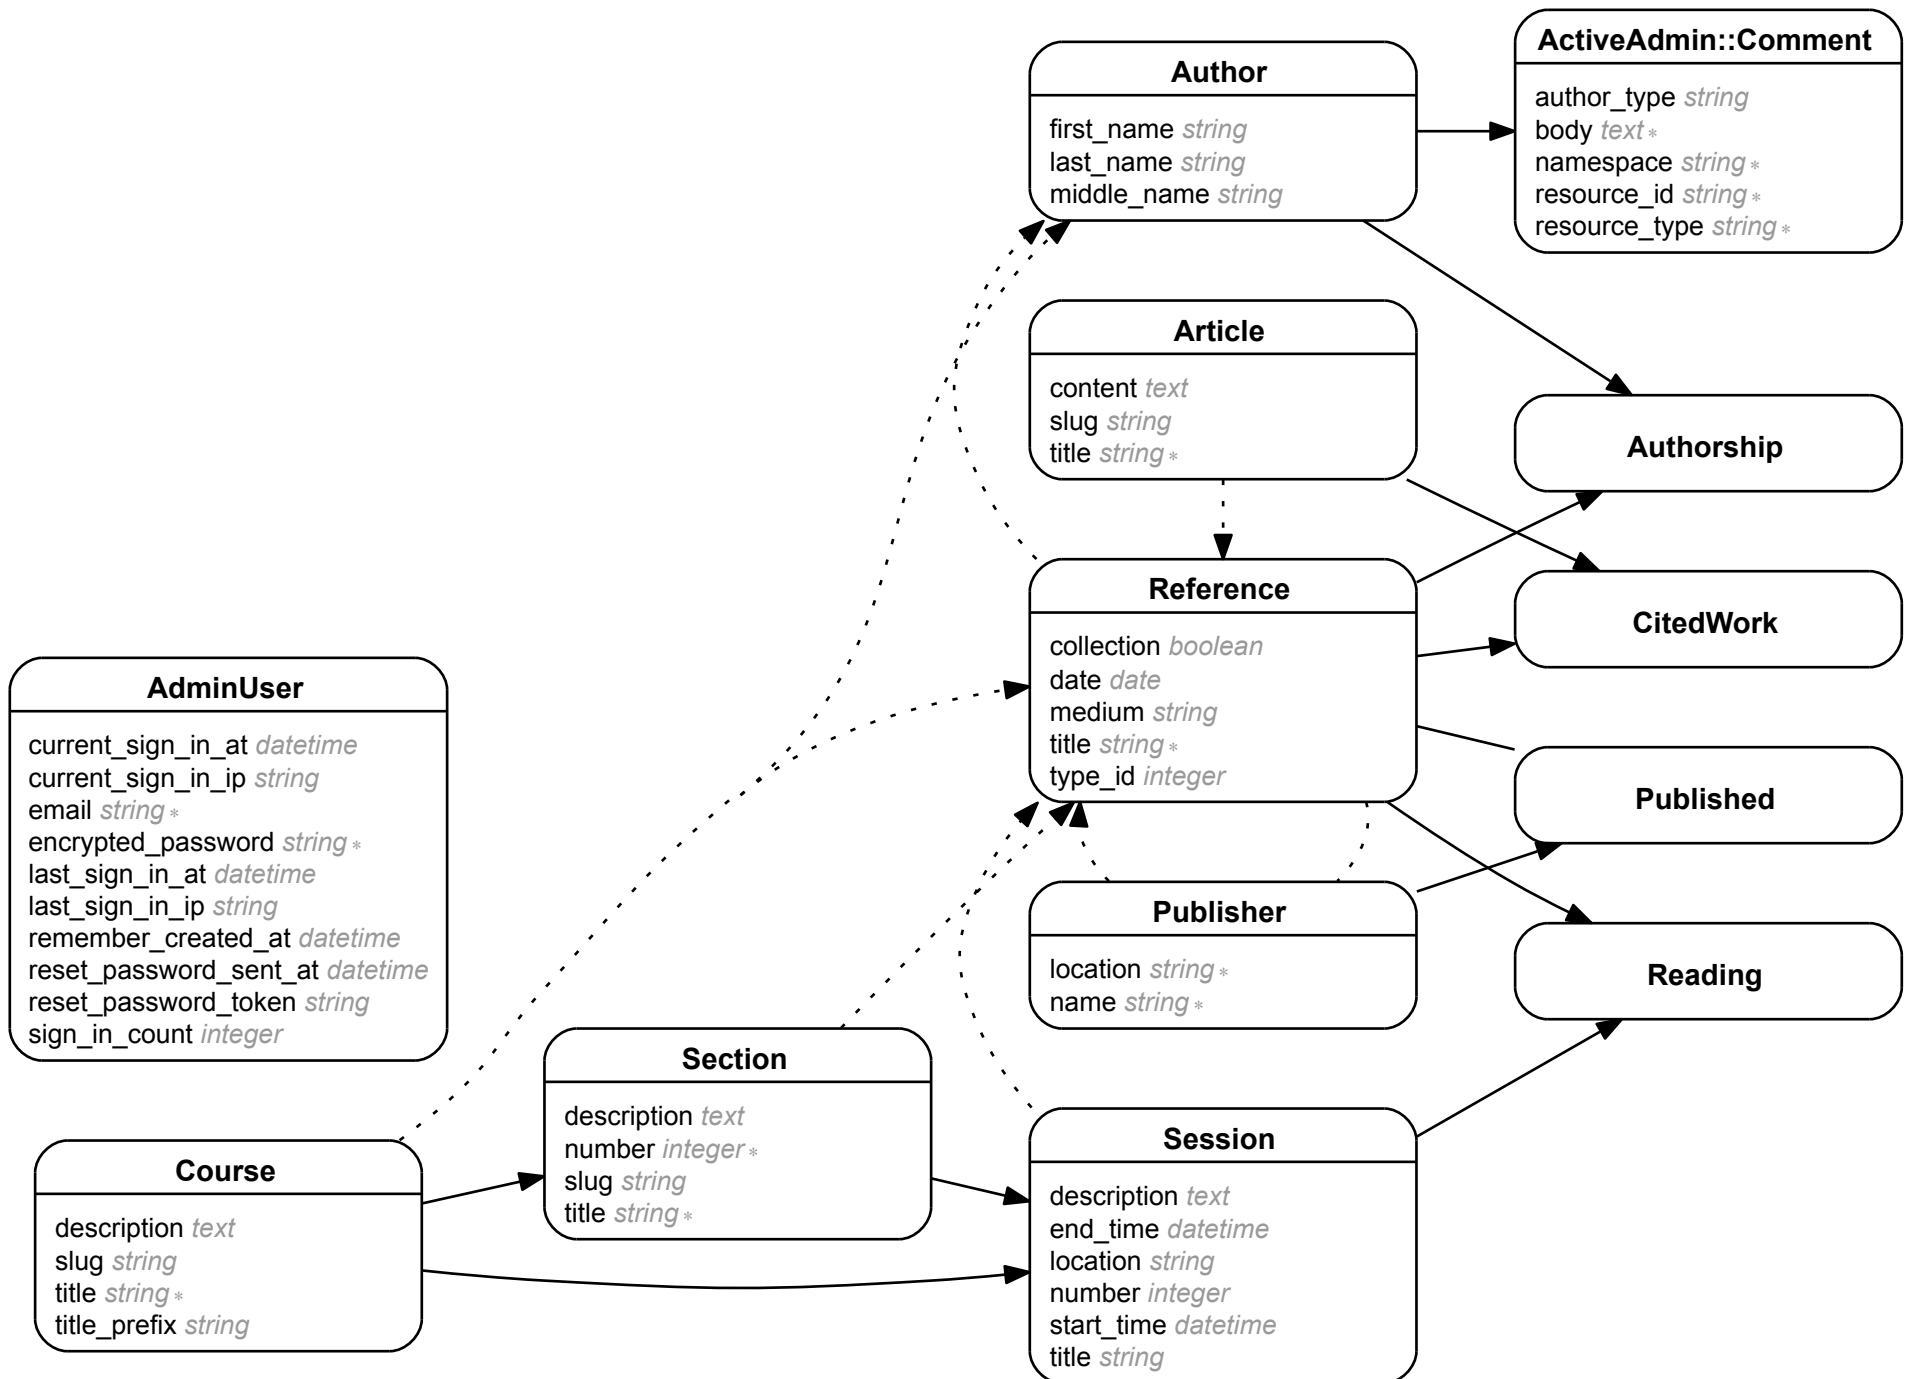 Author
first_name string
last_name string
middle_name string
ActiveAdmin::Comment
author_type string
body text *
namespace string *
resource_id string *
resource_type string *
Article
content text
slug string
title string *
Authorship
Reference
collection boolean
date date
medium string
title string *
type_id integer
CitedWork
AdminUser
current_sign_in_at datetime
current_sign_in_ip string
email string *
encrypted_password string *
last_sign_in_at datetime
last_sign_in_ip string
remember_created_at datetime
reset_password_sent_at datetime
reset_password_token string
sign_in_count integer
Published
Publisher
location string *
name string *
Reading
Section
description text
number integer *
slug string
title string *
Course
description text
slug string
title string *
title_prefix string
Session
description text
end_time datetime
location string
number integer
start_time datetime
title string